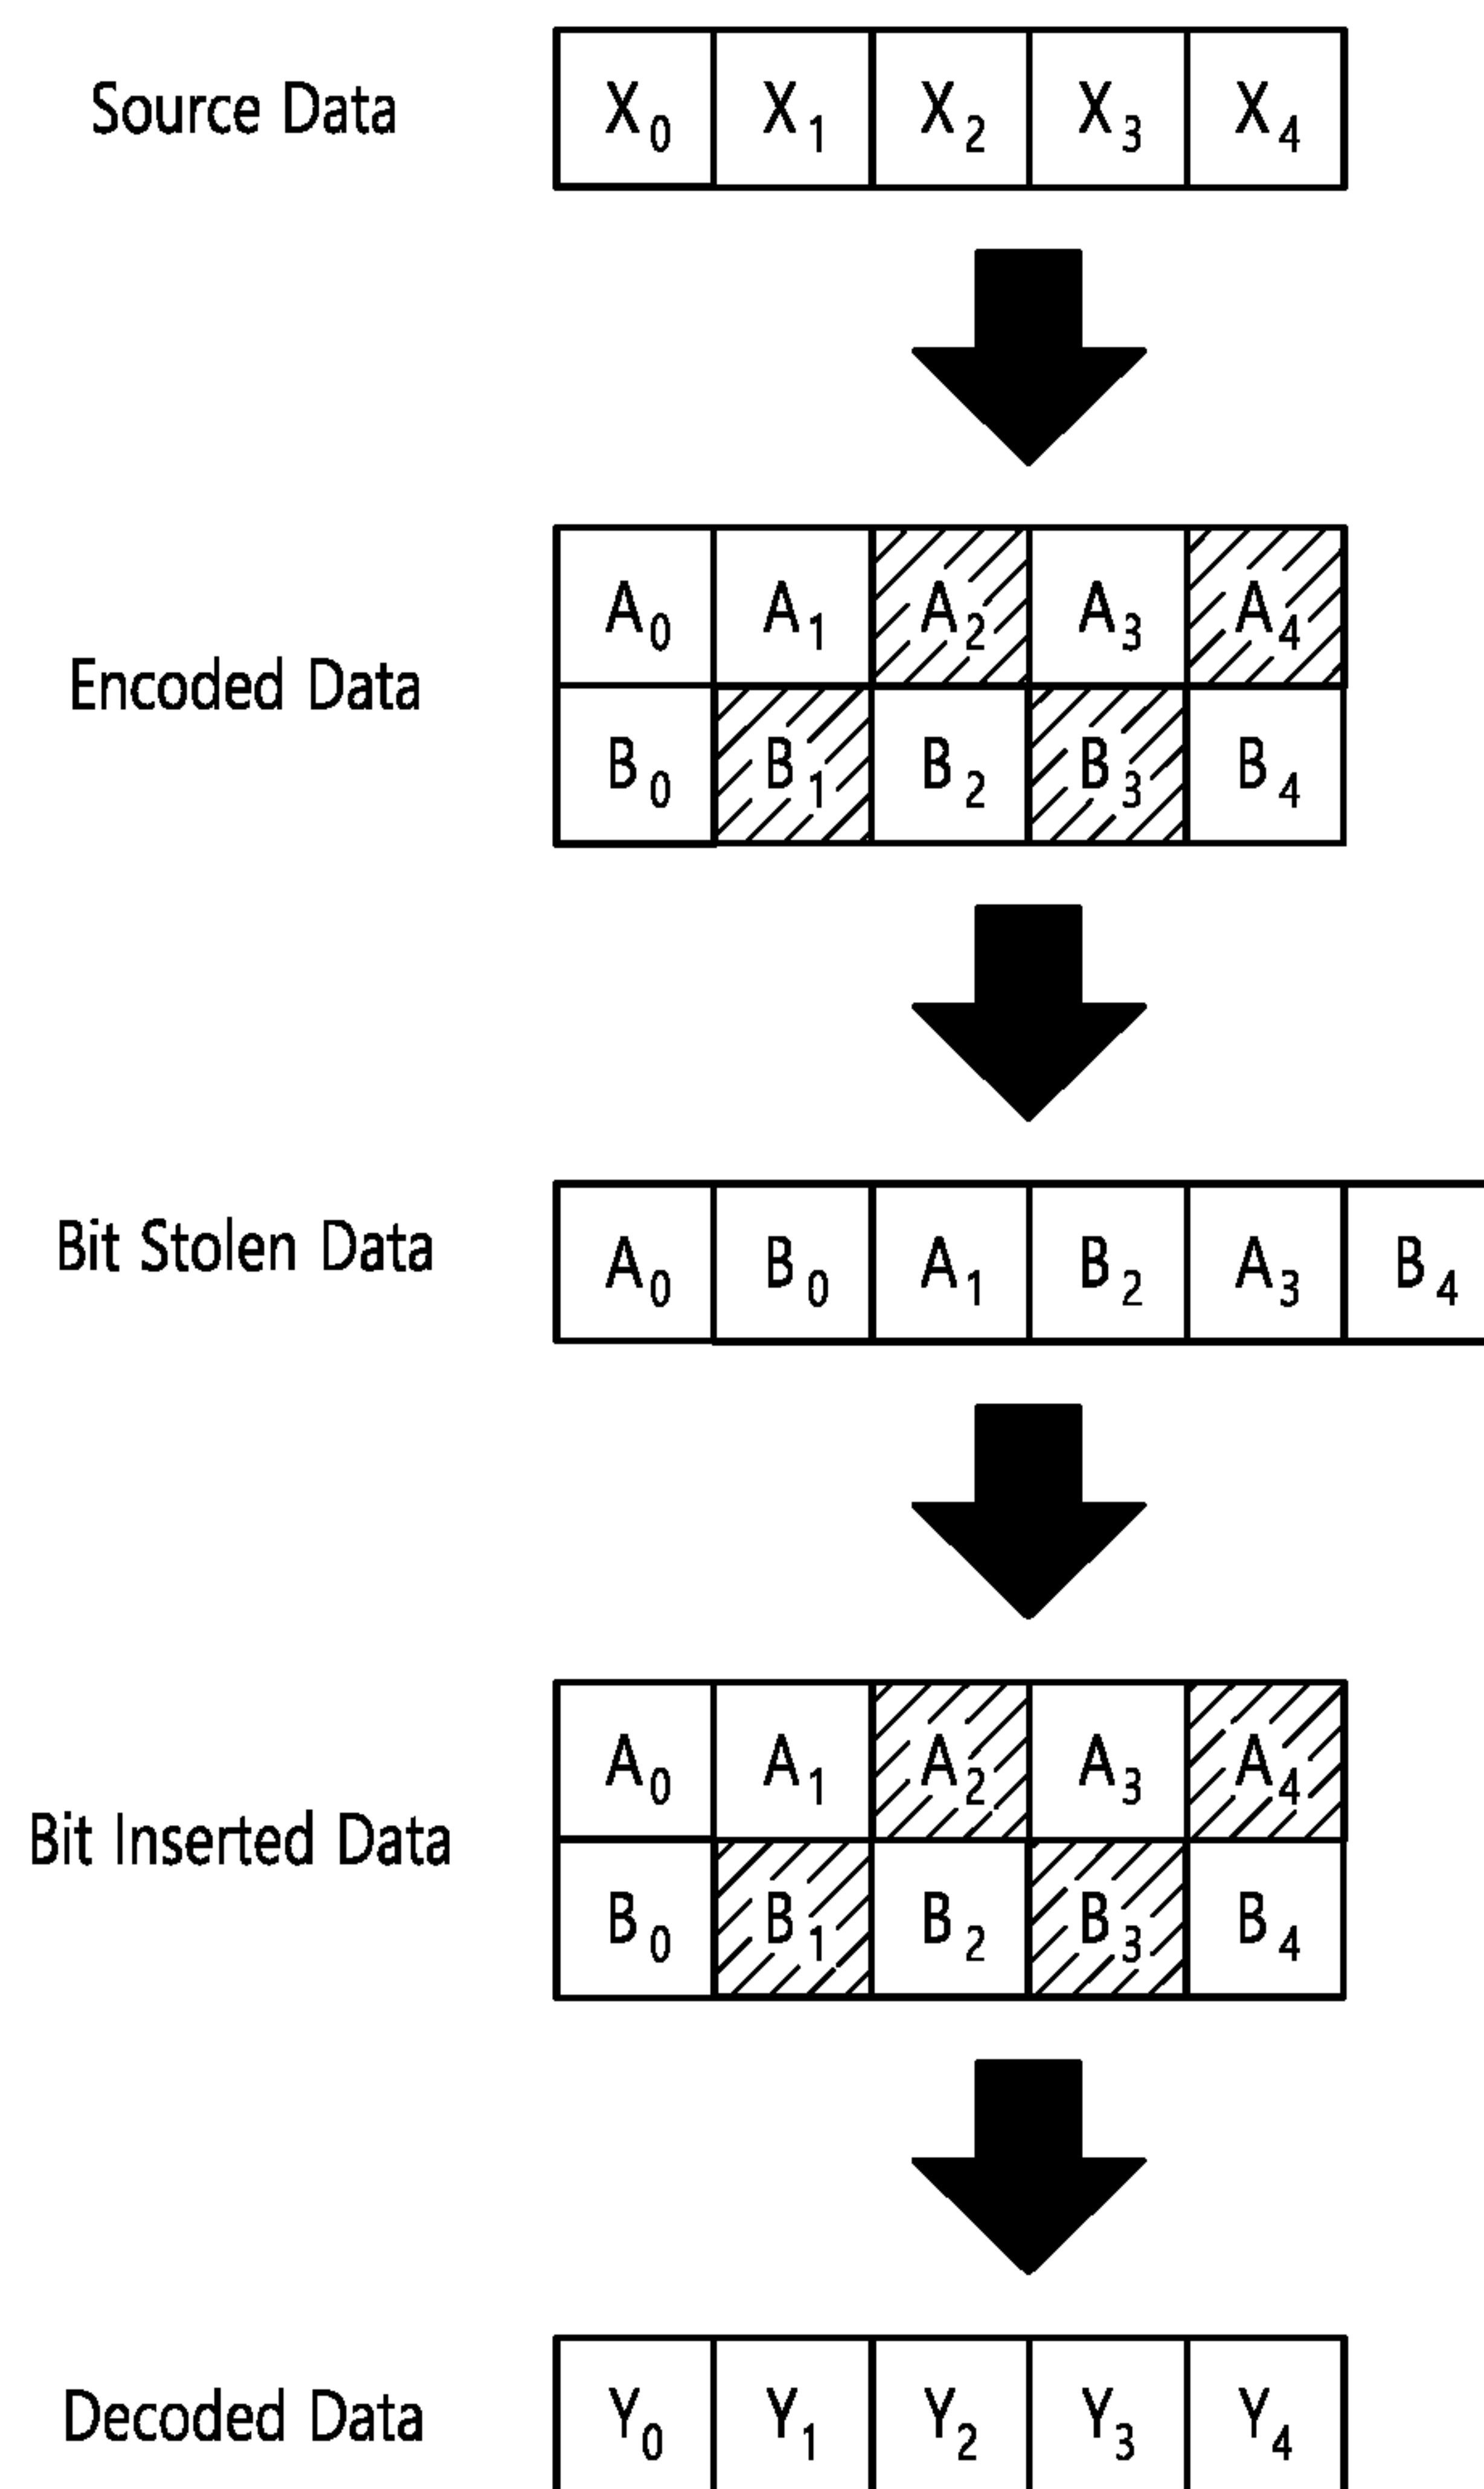 Source Data X₀ X₁ X₂ X₃ X₄
A₀ A₁ A₂ A₃ A₄
Encoded Data
B₀ B₁ B₂ B₃ B₄
Bit Stolen Data A₀ B₀ A₁ B₂ A₃ B₄
A₀ A₁ A₂ A₃ A₄
Bit Inserted Data
B₀ B₁ B₂ B₃ B₄
Decoded Data Y₀ Y₁ Y₂ Y₃ Y₄